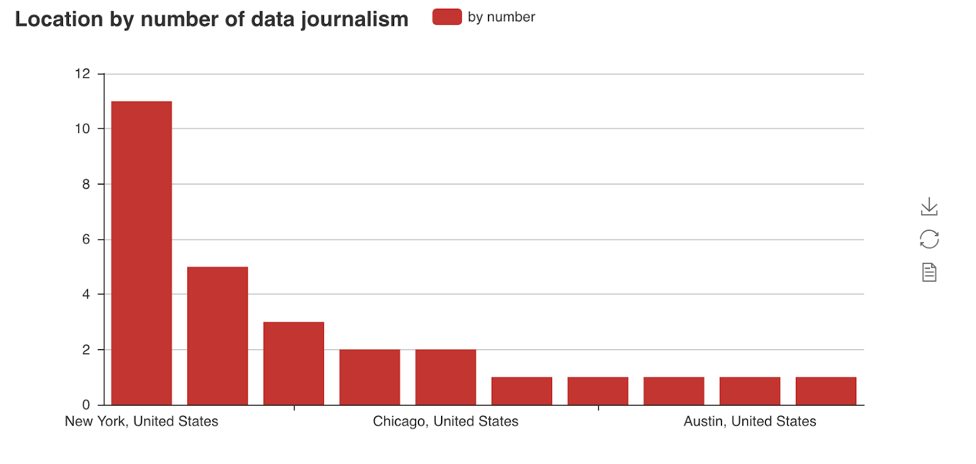 Location by number of data journalism
by number
12
10
8
6
4
2
0
New York, United States
Chicago, United States
Austin, United States